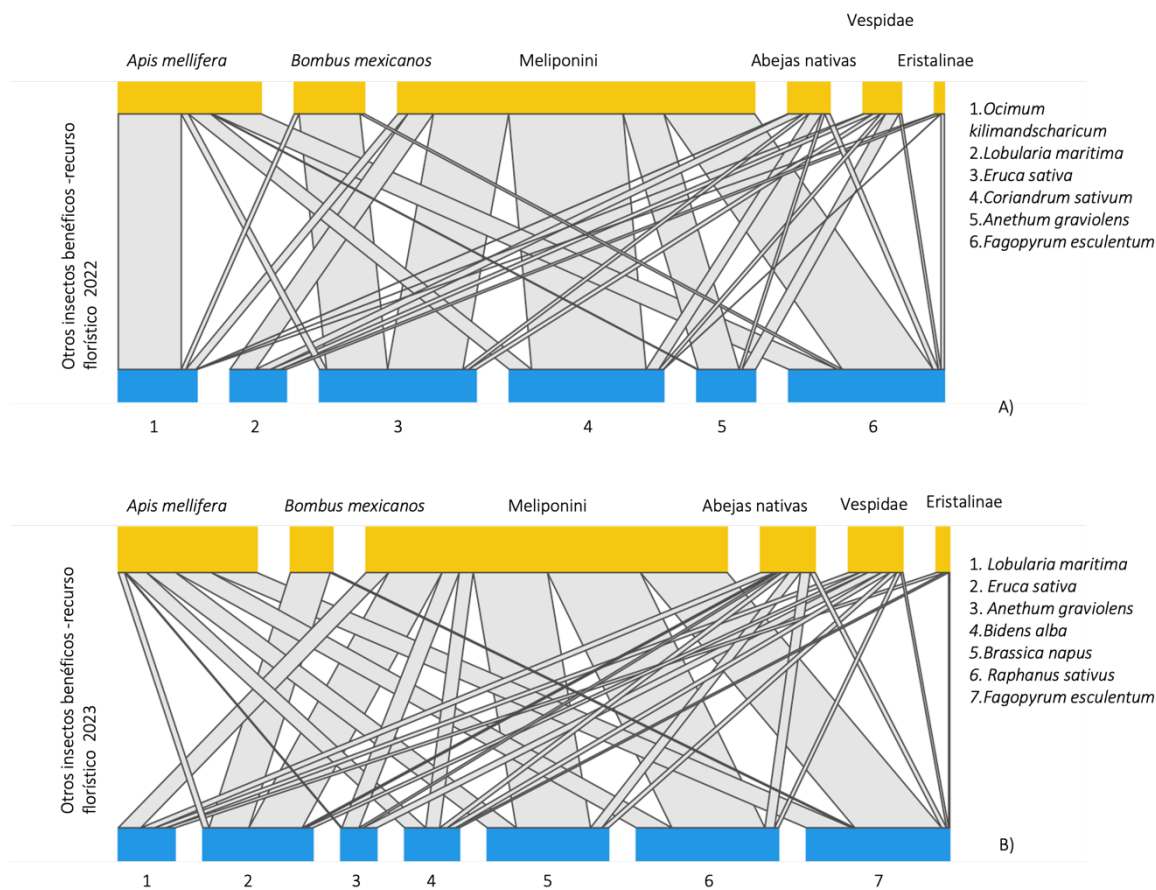 Vespidae
Apis mellifera
Bombus mexicanos
Meliponini
Abejas nativas
Eristalinae
Otros insectos benéficos -recurso
florístico 2022
1.Ocimum
kilimandscharicum
2.Lobularia maritima
3.Eruca sativa
4.Coriandrum sativum
5.Anethum graviolens
6.Fagopyrum esculentum
A)
1
2
3
4
5
6
Apis mellifera
Bombus mexicanos
Meliponini
Abejas nativas
Vespidae
Eristalinae
Otros insectos benéficos -recurso
florístico 2023
1. Lobularia maritima
2. Eruca sativa
3. Anethum graviolens
4.Bidens alba
5.Brassica napus
6. Raphanus sativus
7.Fagopyrum esculentum
B)
1
2
3
4
5
6
7